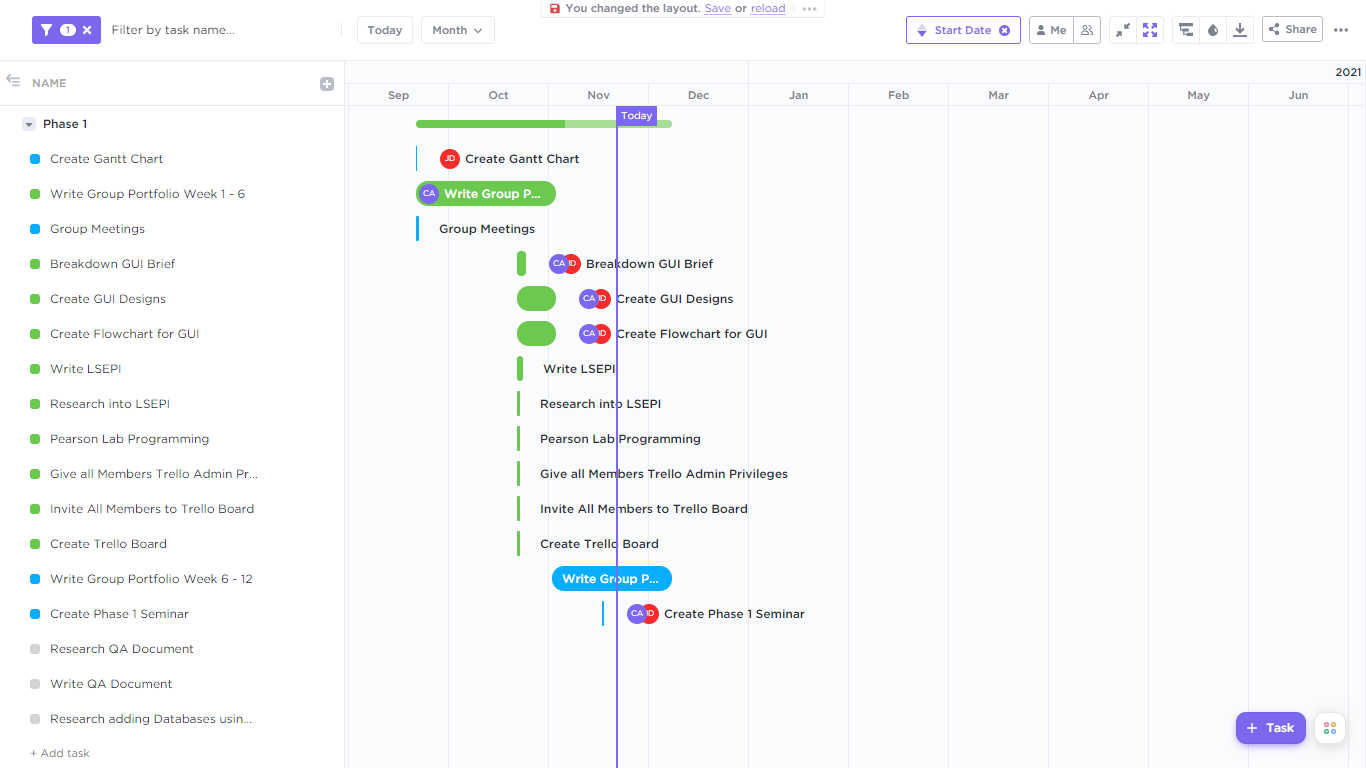 You changed the layout. Save or reload
1
Filter by task name...
Today
Month
Start Date
Me
Share
NAME
2021
Sep Oct Nov Dec Jan Feb Mar Apr May Jun
Today
Phase 1
Create Gantt Chart
JD Create Gantt Chart
Write Group Portfolio Week 1 - 6
CA Write Group P...
Group Meetings
Group Meetings
Breakdown GUI Brief
CA JD Breakdown GUI Brief
Create GUI Designs
CA JD Create GUI Designs
Create Flowchart for GUI
CA JD Create Flowchart for GUI
Write LSEPI
Write LSEPI
Research into LSEPI
Research into LSEPI
Pearson Lab Programming
Pearson Lab Programming
Give all Members Trello Admin Pr...
Give all Members Trello Admin Privileges
Invite All Members to Trello Board
Invite All Members to Trello Board
Create Trello Board
Create Trello Board
Write Group Portfolio Week 6 - 12
Write Group P...
Create Phase 1 Seminar
CA JD Create Phase 1 Seminar
Research QA Document
Write QA Document
Research adding Databases usin...
+ Add task
+ Task